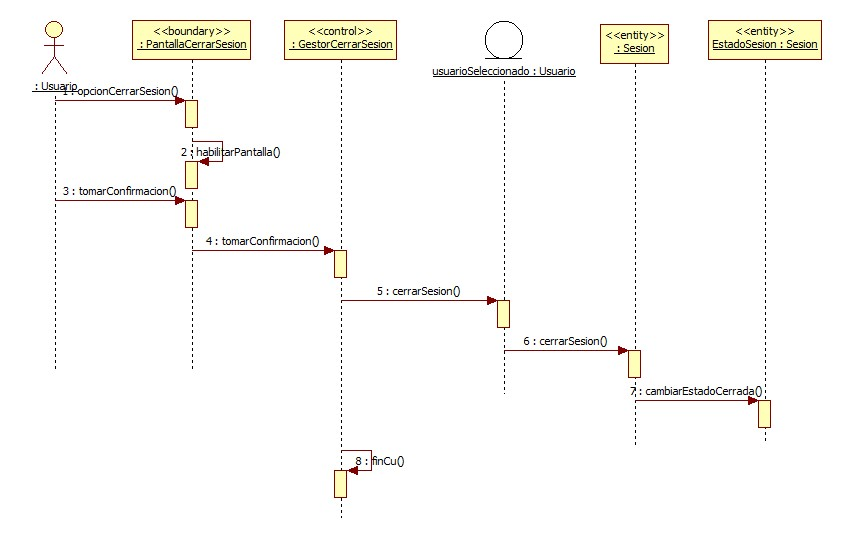 <<boundary>>
: PantallaCerrarSesion
<<control>>
: GestorCerrarSesion
<<entity>>
: Sesion
<<entity>>
EstadoSesion : Sesion
usuarioSeleccionado : Usuario
: Usuario
1 : opcionCerrarSesion()
2 : habilitarPantalla()
3 : tomarConfirmacion()
4 : tomarConfirmacion()
5 : cerrarSesion()
6 : cerrarSesion()
7 : cambiarEstadoCerrada()
8 : finCu()